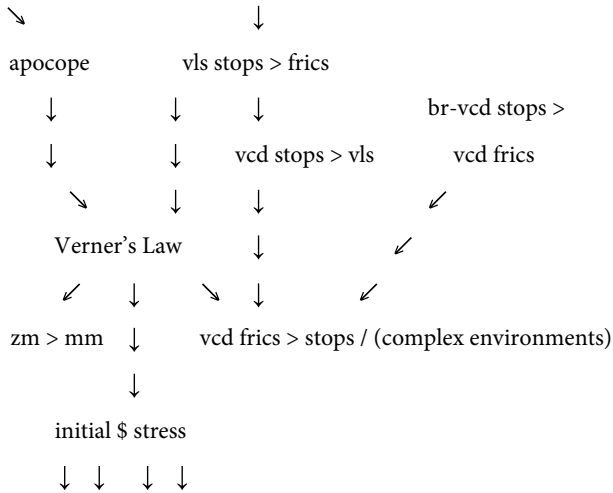 ↘ ↓
apocope vls stops > frics
↓ ↓ ↓ br-vcd stops >
↓ ↓ vcd stops > vls vcd frics
↘ ↓ ↓ ↙
Verner’s Law ↓ ↙
↙ ↓ ↘ ↓ ↙
zm > mm ↓ vcd frics > stops / (complex environments)
↓
initial $ stress
↓ ↓ ↓ ↓